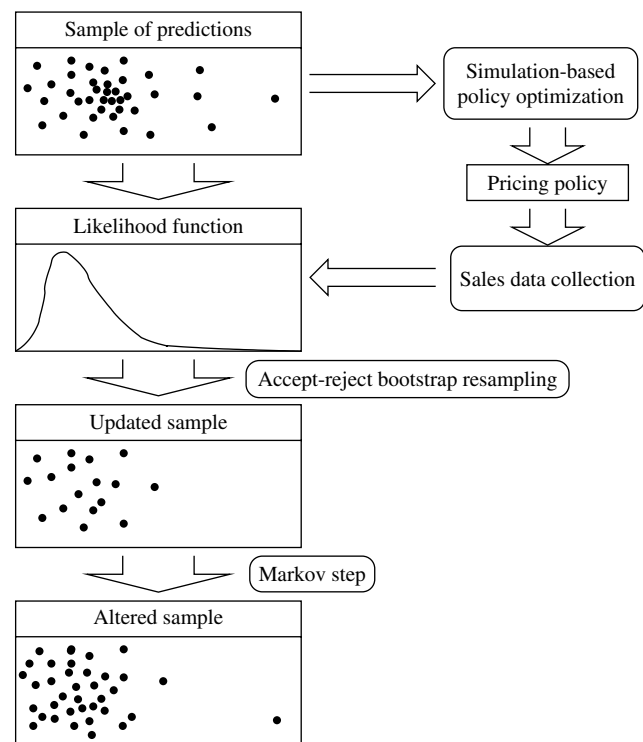 Sample of predictions
Simulation-based
policy optimization
Pricing policy
Likelihood function
Sales data collection
Accept-reject bootstrap resampling
Updated sample
Markov step
Altered sample